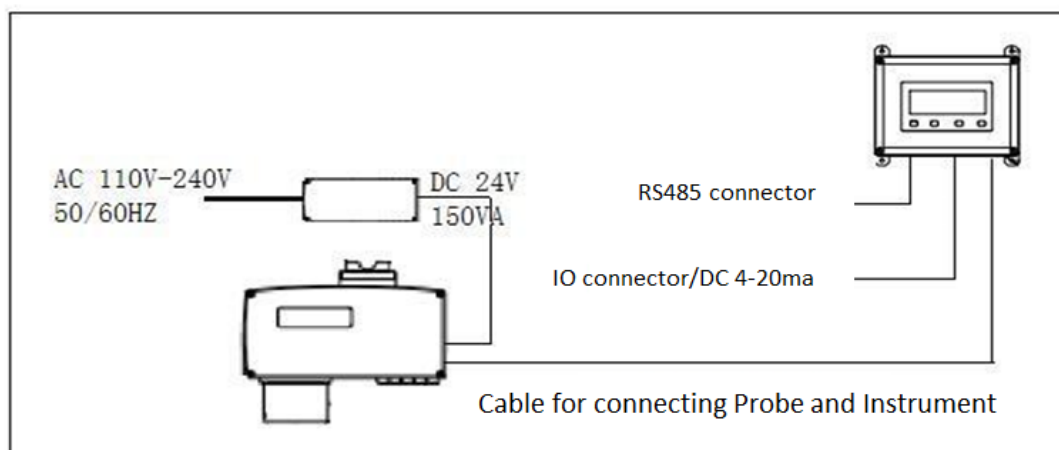 AC 110V-240V
50/60HZ
DC 24V
150VA
RS485 connector
IO connector/DC 4-20ma
Cable for connecting Probe and Instrument